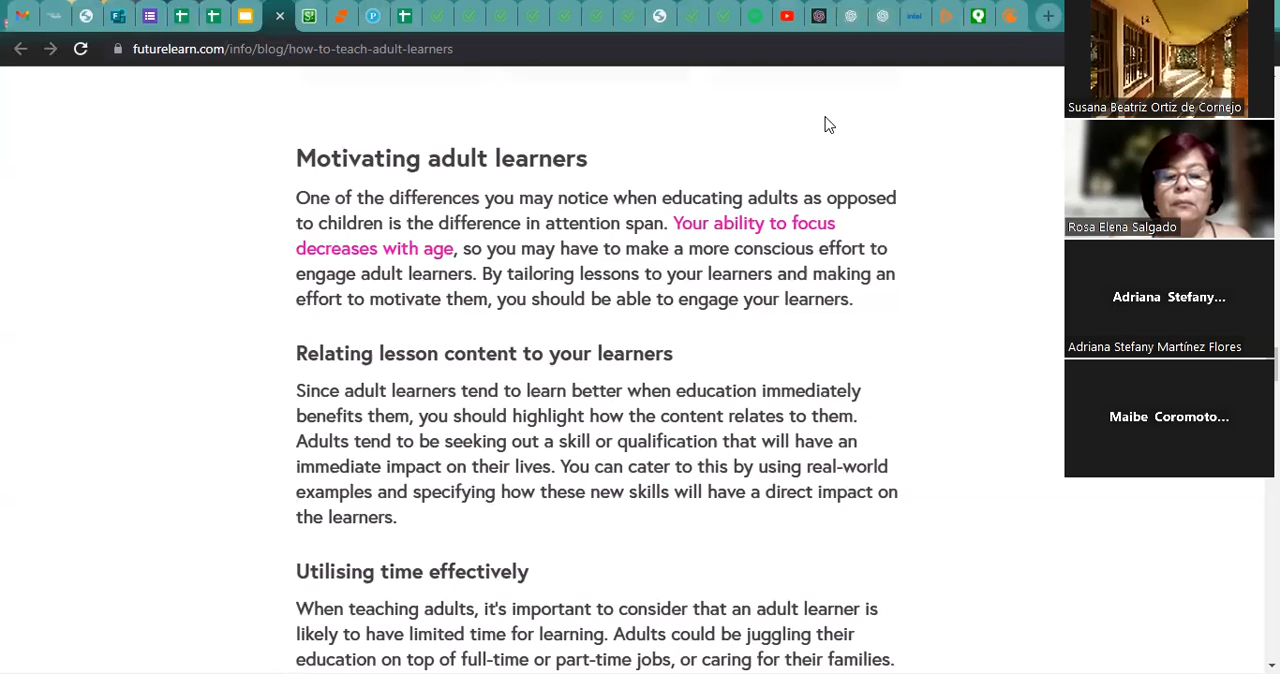 futurelearn.com/info/blog/how-to-teach-adult-learners
Motivating adult learners
One of the differences you may notice when educating adults as opposed
to children is the difference in attention span. Your ability to focus
decreases with age, so you may have to make a more conscious effort to
engage adult learners. By tailoring lessons to your learners and making an
effort to motivate them, you should be able to engage your learners.
Relating lesson content to your learners
Since adult learners tend to learn better when education immediately
benefits them, you should highlight how the content relates to them.
Adults tend to be seeking out a skill or qualification that will have an
immediate impact on their lives. You can cater to this by using real-world
examples and specifying how these new skills will have a direct impact on
the learners.
Utilising time effectively
When teaching adults, it's important to consider that an adult learner is
likely to have limited time for learning. Adults could be juggling their
education on top of full-time or part-time jobs, or caring for their families.
Susana Beatriz Ortiz de Cornejo
Rosa Elena Salgado
Adriana Stefany...
Adriana Stefany Martínez Flores
Maibe Coromoto...